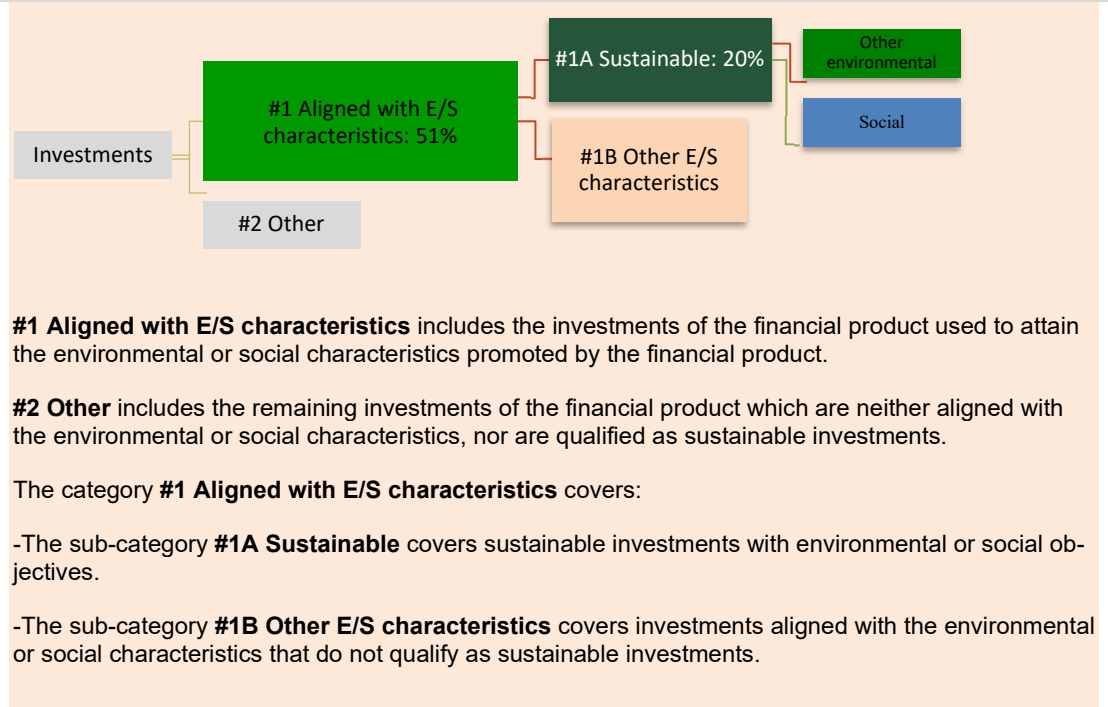 Investments
#1 Aligned with E/S
characteristics: 51%
#2 Other
#1A Sustainable: 20%
#1B Other E/S
characteristics
Other
environmental
Social
#1 Aligned with E/S characteristics includes the investments of the financial product used to attain
the environmental or social characteristics promoted by the financial product.
#2 Other includes the remaining investments of the financial product which are neither aligned with
the environmental or social characteristics, nor are qualified as sustainable investments.
The category #1 Aligned with E/S characteristics covers:
-The sub-category #1A Sustainable covers sustainable investments with environmental or social ob-
jectives.
-The sub-category #1B Other E/S characteristics covers investments aligned with the environmental
or social characteristics that do not qualify as sustainable investments.